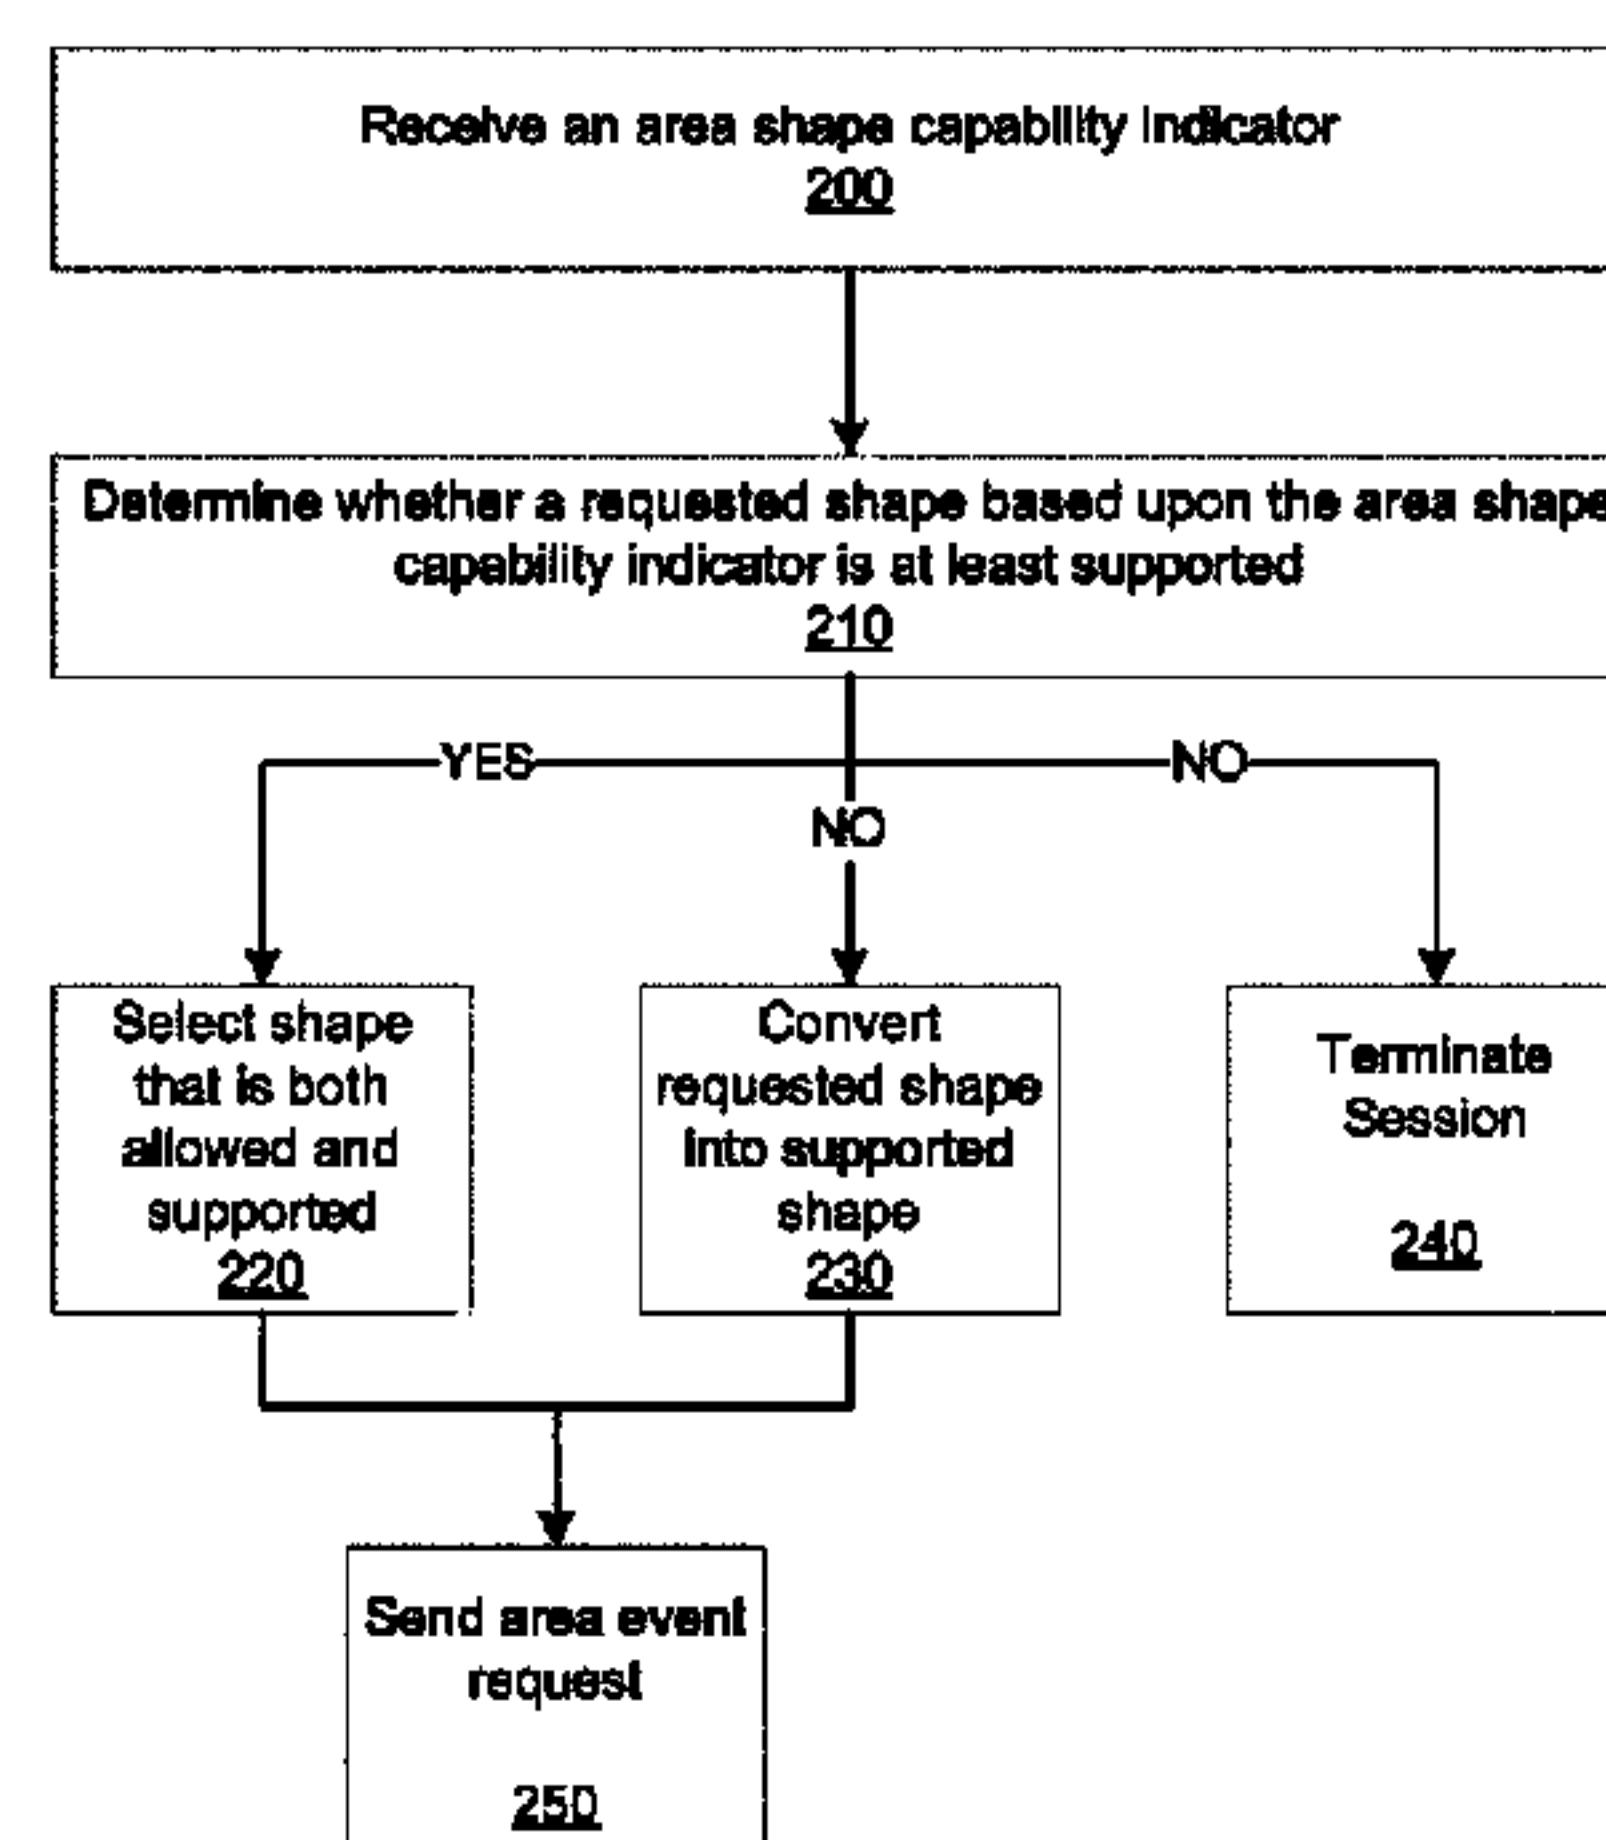 Receive an area shape capability indicator
200
Determine whether a requested shape based upon the area shape
capability indicator is at least supported
210
YES
NO
NO
Select shape
that is both
allowed and
supported
220
Convert
requested shape
into supported
shape
230
Terminate
Session
240
Send area event
request
250